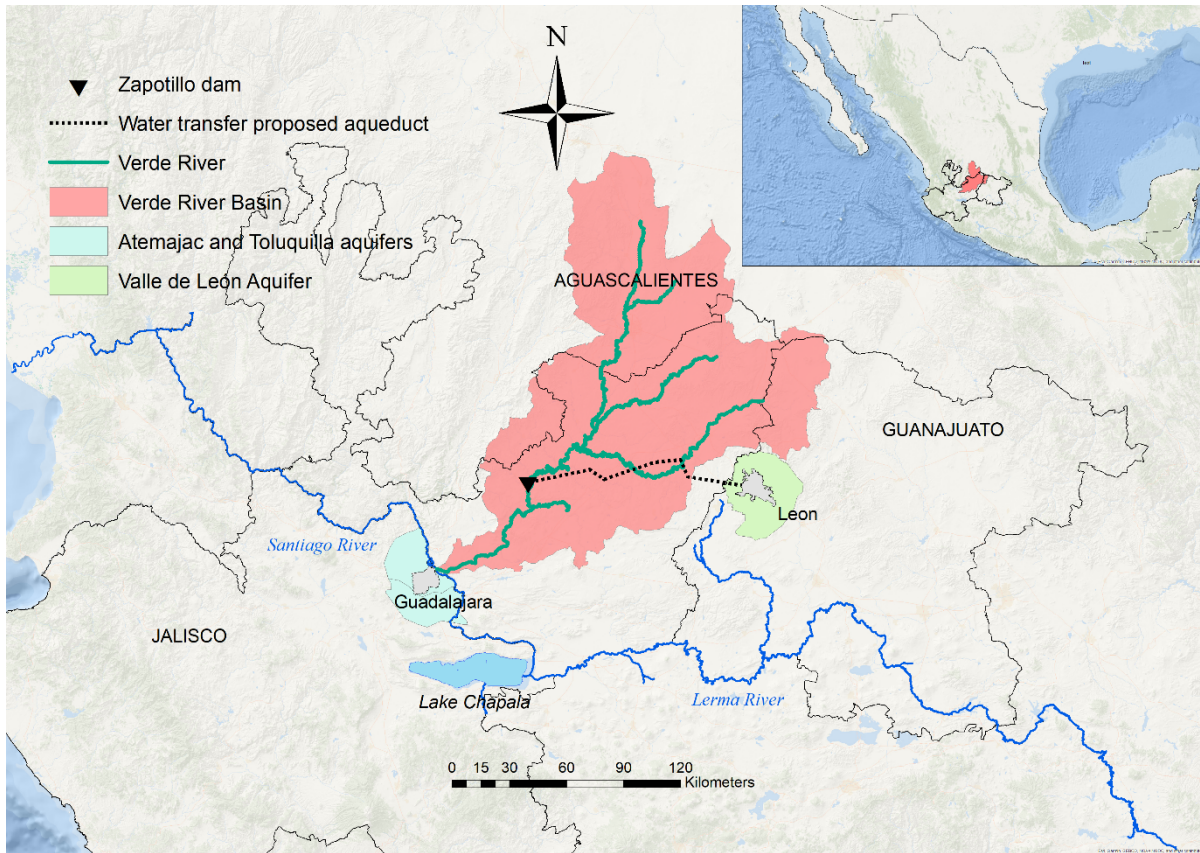 N
Zapotillo dam
Water transfer proposed aqueduct
Verde River
Verde River Basin
Atemajac and Toluquilla aquifers
Valle de León Aquifer
AGUASCALIENTES
GUANAJUATO
Leon
Santiago River
Guadalajara
JALISCO
Lake Chapala
Lerma River
0 15 30 60 90 120
Kilometers